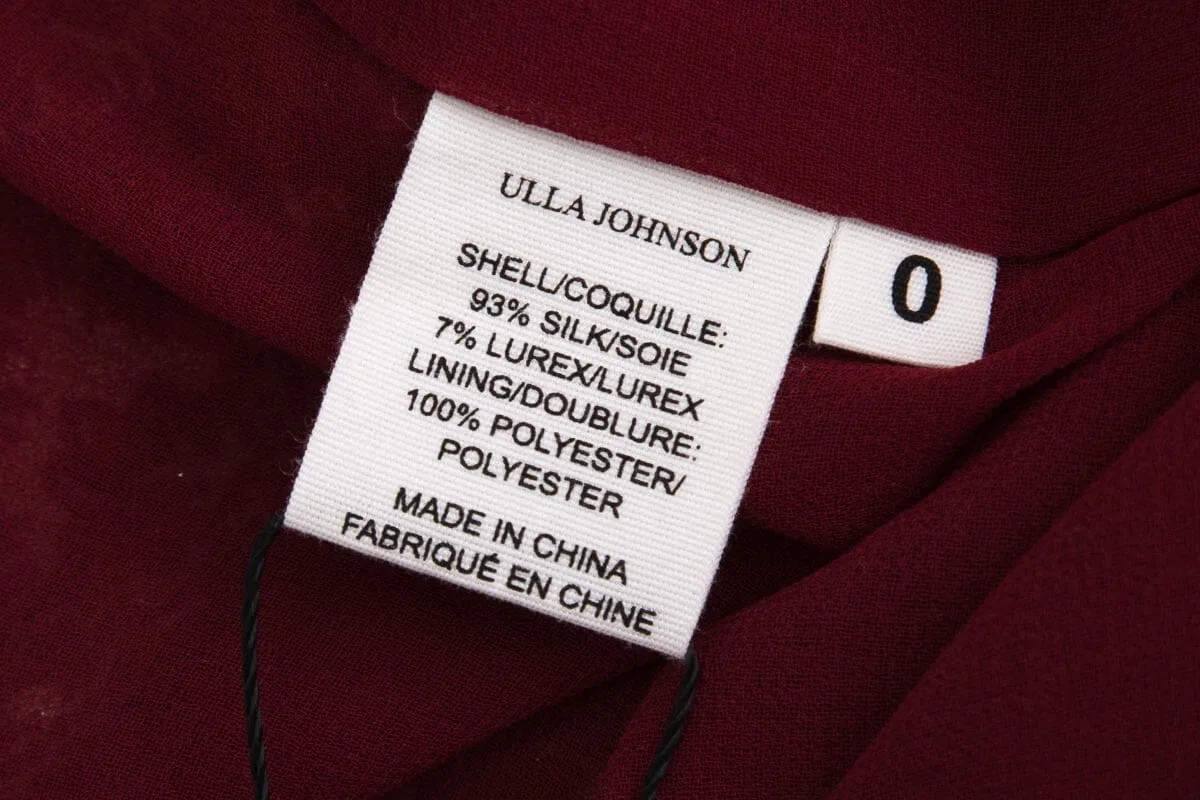 ULLA JOHNSON
SHELL/COQUILLE:
93% SILK/SOIE
7% LUREX/LUREX
LINING/DOUBLURE:
100% POLYESTER/
POLYESTER
MADE IN CHINA
FABRIQUÉ EN CHINE
0